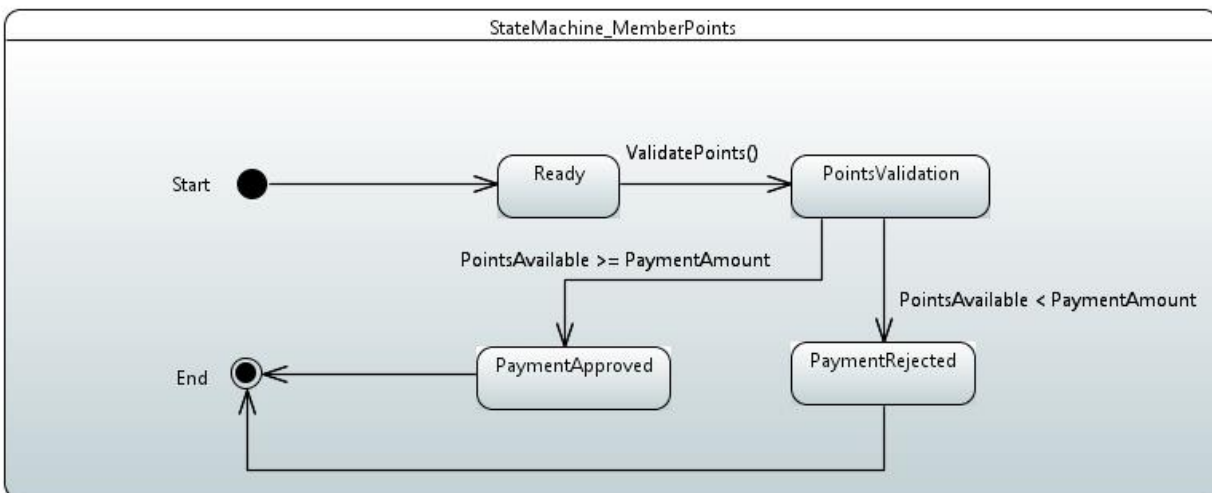 StateMachine_MemberPoints
ValidatePoints()
Start
Ready
PointsValidation
PointsAvailable >= PaymentAmount
PointsAvailable < PaymentAmount
End
PaymentApproved
PaymentRejected